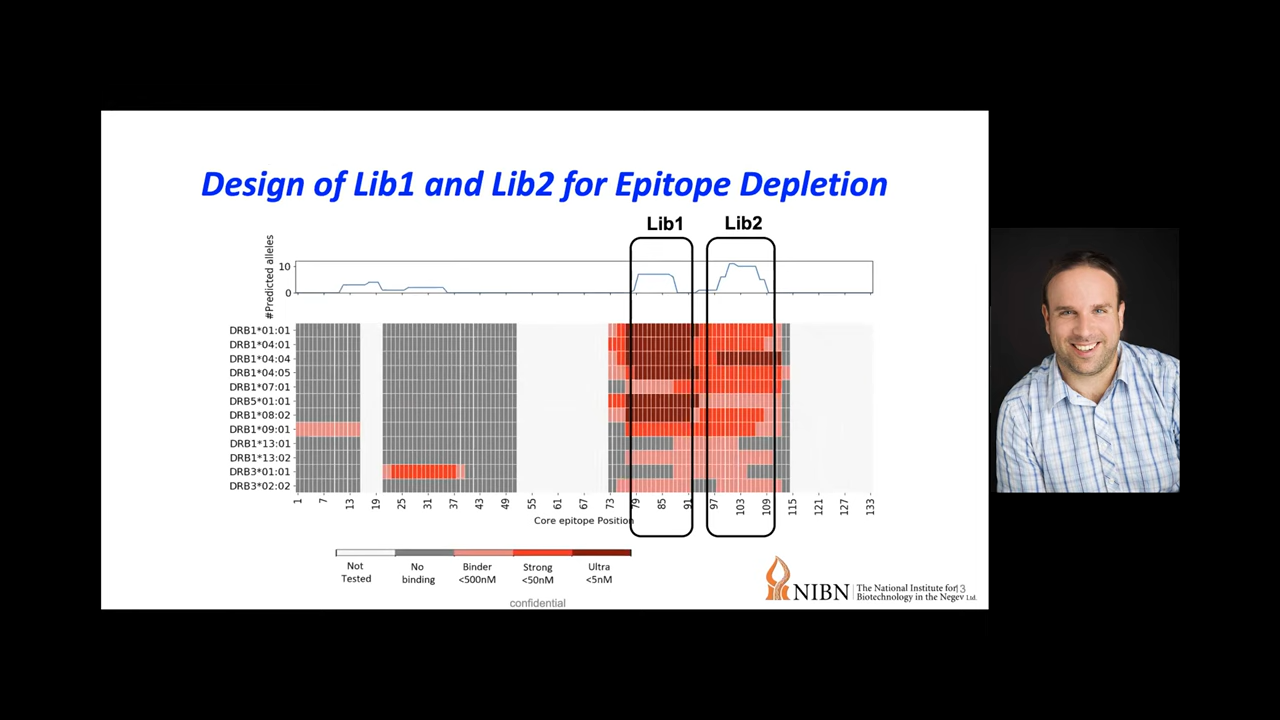 Design of Lib1 and Lib2 for Epitope Depletion
Lib1
Lib2
#Predicted alleles
10
0
DRB1*01:01
DRB1*04:01
DRB1*04:04
DRB1*04:05
DRB1*07:01
DRB5*01:01
DRB1*08:02
DRB1*09:01
DRB1*13:01
DRB1*13:02
DRB3*01:01
DRB3*02:02
1 7 13 19 25 31 37 43 49 55 61 67 73 79 85 91 97 103 109 115 121 127 133
Core epitope Position
Not Tested
No binding
Binder <500nM
Strong <50nM
Ultra <5nM
confidential
NIBN
The National Institute for
Biotechnology in the Negev Ltd.
13